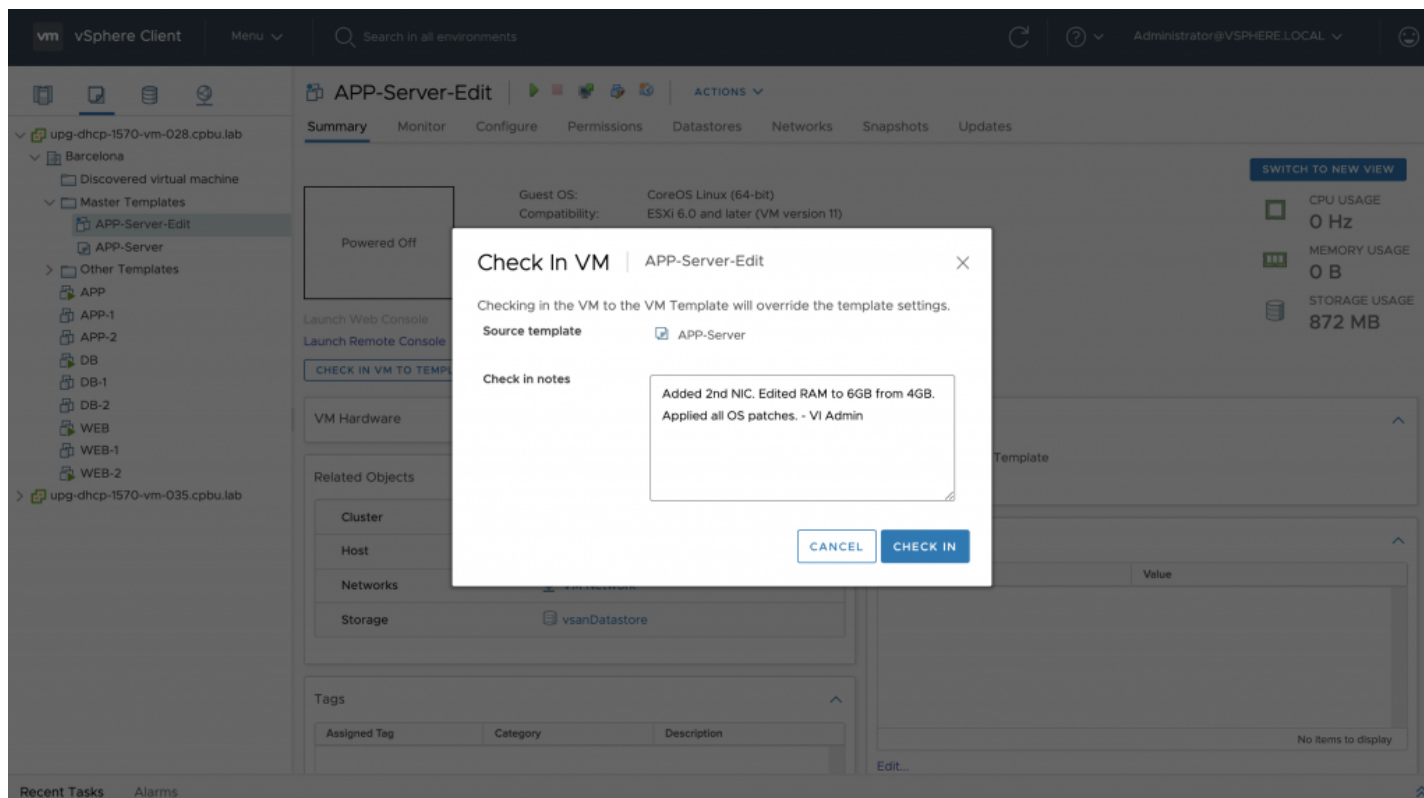 vm vSphere Client Menu Search in all environments Administrator@VSPHERE.LOCAL
APP-Server-Edit ACTIONS
Summary Monitor Configure Permissions Datastores Networks Snapshots Updates
upg-dhcp-1570-vm-028.cpbu.lab
Barcelona
Discovered virtual machine
Master Templates
APP-Server-Edit
APP-Server
Other Templates
APP
APP-1
APP-2
DB
DB-1
DB-2
WEB
WEB-1
WEB-2
upg-dhcp-1570-vm-035.cpbu.lab
SWITCH TO NEW VIEW
Powered Off
Guest OS: CoreOS Linux (64-bit)
Compatibility: ESXi 6.0 and later (VM version 11)
CPU USAGE
0 Hz
MEMORY USAGE
0 B
STORAGE USAGE
872 MB
Launch Web Console
Launch Remote Console
CHECK IN VM TO TEMPL
Check In VM APP-Server-Edit
Checking in the VM to the VM Template will override the template settings.
Source template APP-Server
Check in notes
Added 2nd NIC. Edited RAM to 6GB from 4GB.
Applied all OS patches. - VI Admin
CANCEL CHECK IN
VM Hardware
Template
Related Objects
Cluster
Host
Networks VM Network
Storage vsanDatastore
Value
Tags
Assigned Tag Category Description
No items to display
Edit...
Recent Tasks Alarms